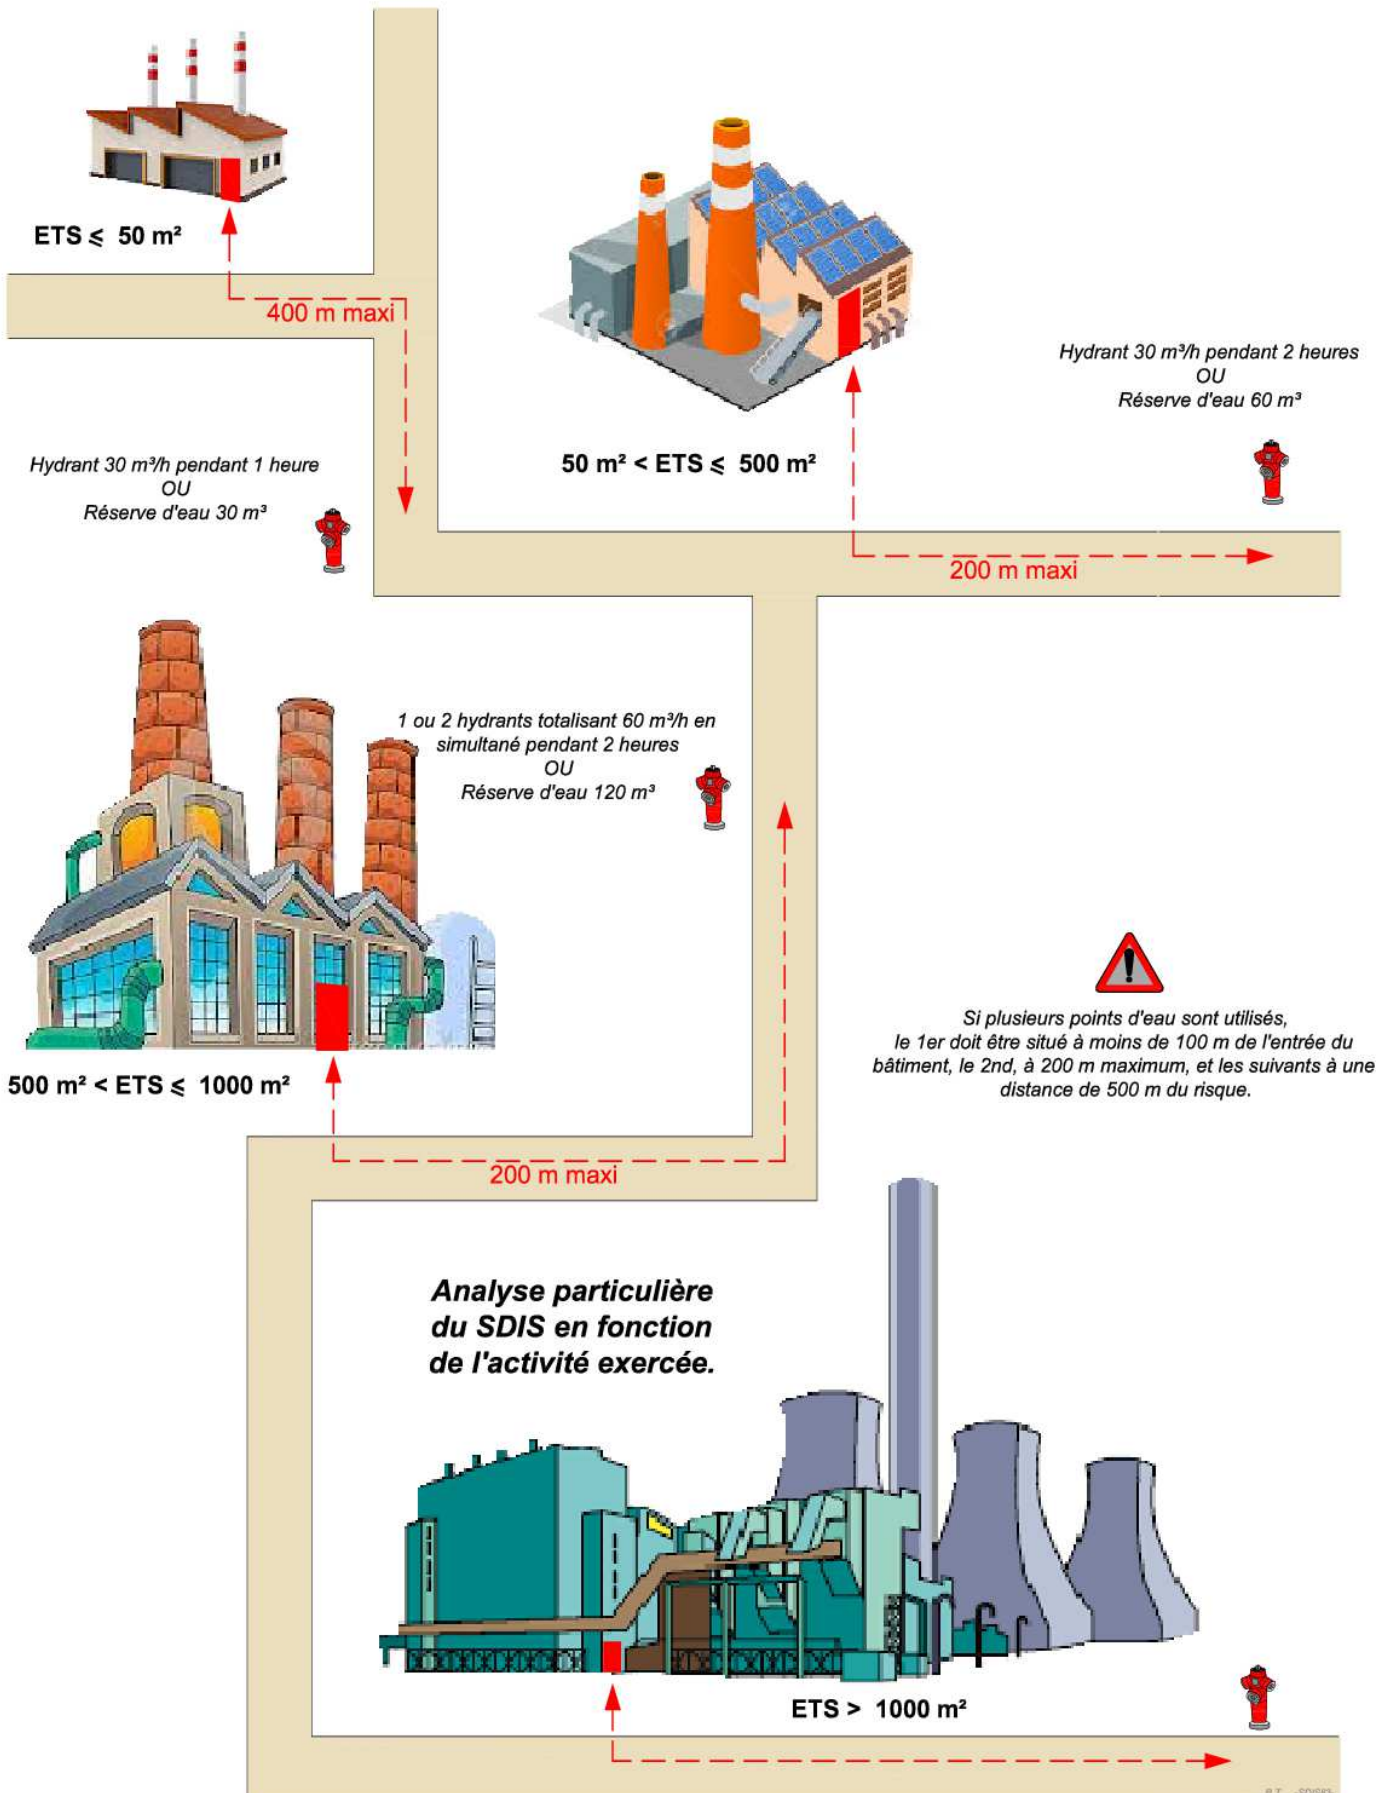 ETS ⩽ 50 m²
400 m maxi
Hydrant 30 m³/h pendant 2 heures
OU
Réserve d'eau 60 m³
50 m² < ETS ⩽ 500 m²
Hydrant 30 m³/h pendant 1 heure
OU
Réserve d'eau 30 m³
200 m maxi
1 ou 2 hydrants totalisant 60 m³/h en
simultané pendant 2 heures
OU
Réserve d'eau 120 m³
Si plusieurs points d'eau sont utilisés,
le 1er doit être situé à moins de 100 m de l'entrée du
bâtiment, le 2nd, à 200 m maximum, et les suivants à une
distance de 500 m du risque.
500 m² < ETS ⩽ 1000 m²
200 m maxi
Analyse particulière
du SDIS en fonction
de l'activité exercée.
ETS > 1000 m²